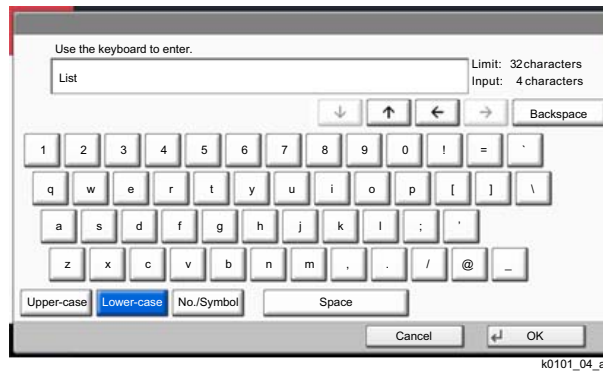 Use the keyboard to enter.
Limit: 32characters
List
Input: 4 characters
↓ ↑ ← → Backspace
1 2 3 4 5 6 7 8 9 0 ! = `
q w e r t y u i o p [ ] \
a s d f g h j k l ; '
z x c v b n m , . / @ _
Upper-case Lower-case No./Symbol Space
Cancel OK
k0101_04_a